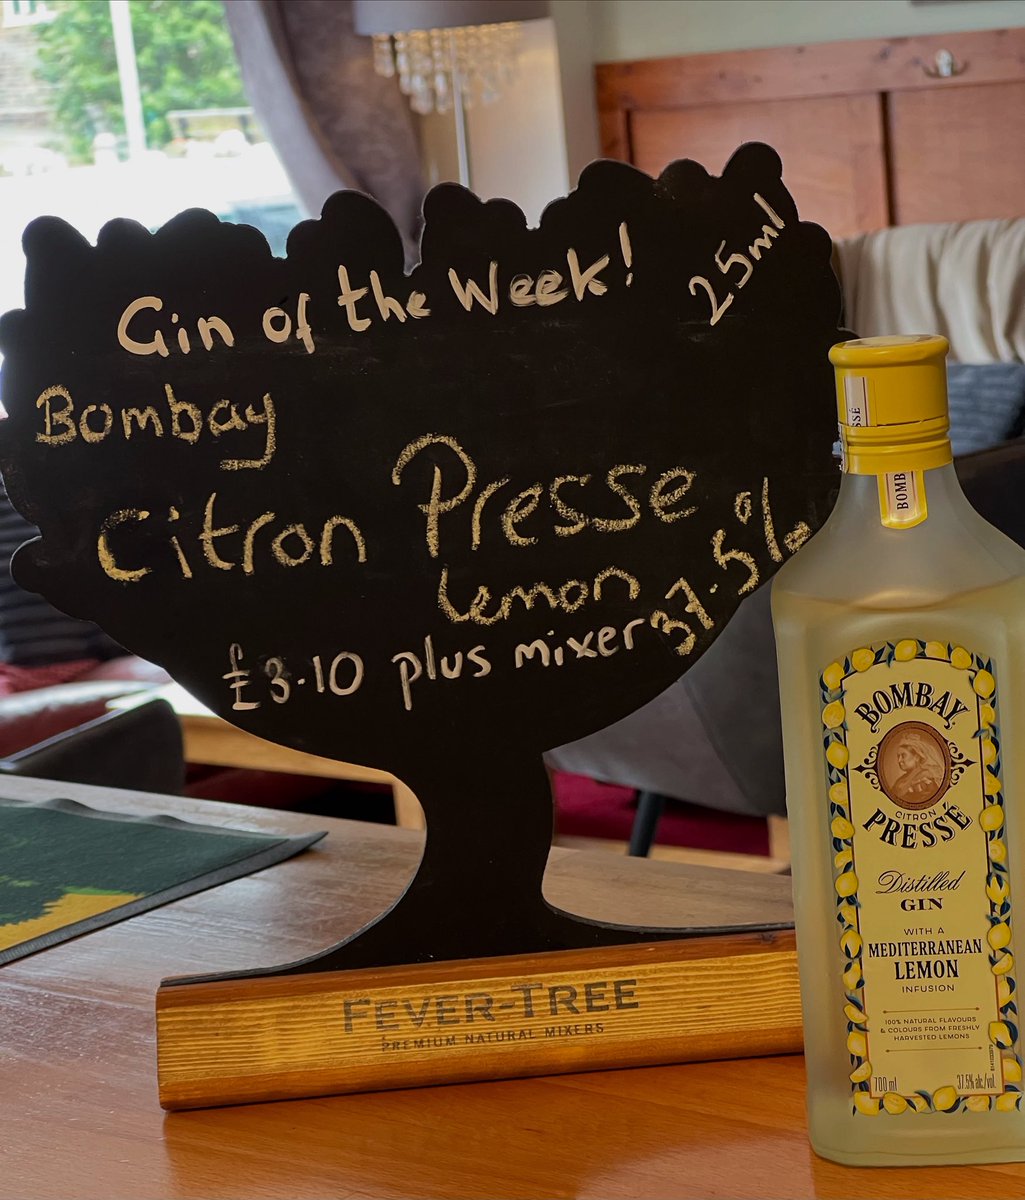 Gin of the Week!
25ml
Bombay
Citron Presse
Lemon
37.5%
£3.10 plus mixer
FEVER-TREE
PREMIUM NATURAL MIXERS
BOMB
BOMBAY
CITRON
PRESSÉ
Distilled
GIN
WITH A
MEDITERRANEAN
LEMON
INFUSION
100% NATURAL FLAVOURS
& COLOURS FROM FRESHLY
HARVESTED LEMONS
700 ml
37.5% alc./vol.